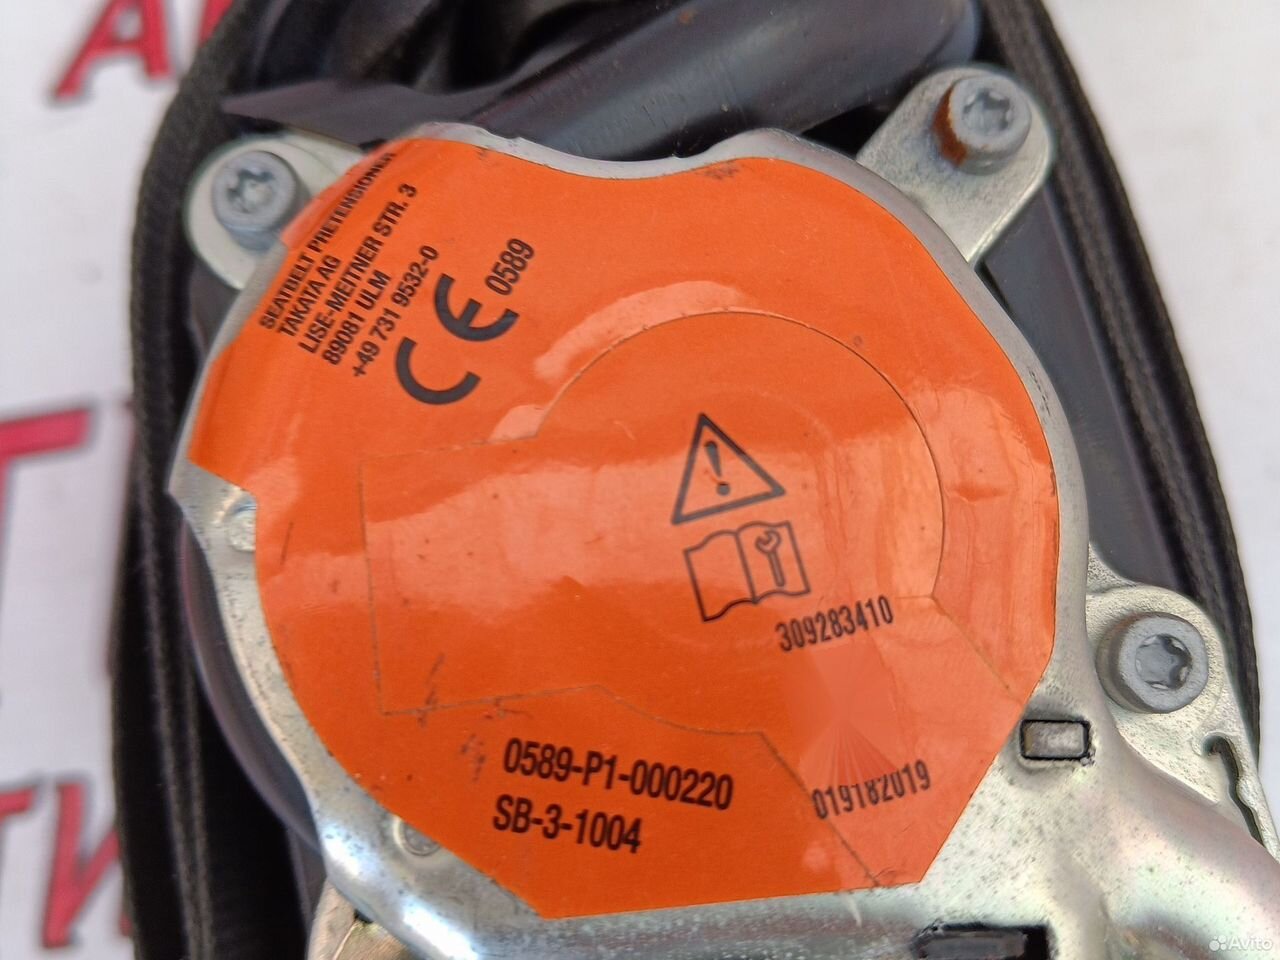 SEATBELT PRETENSIONER
TAKATA AG
LISE-MEITNER STR. 3
89081 ULM
+49 731 9532-0
CE 0589
309283410
0589-P1-000220
SB-3-1004
019182019
Avito